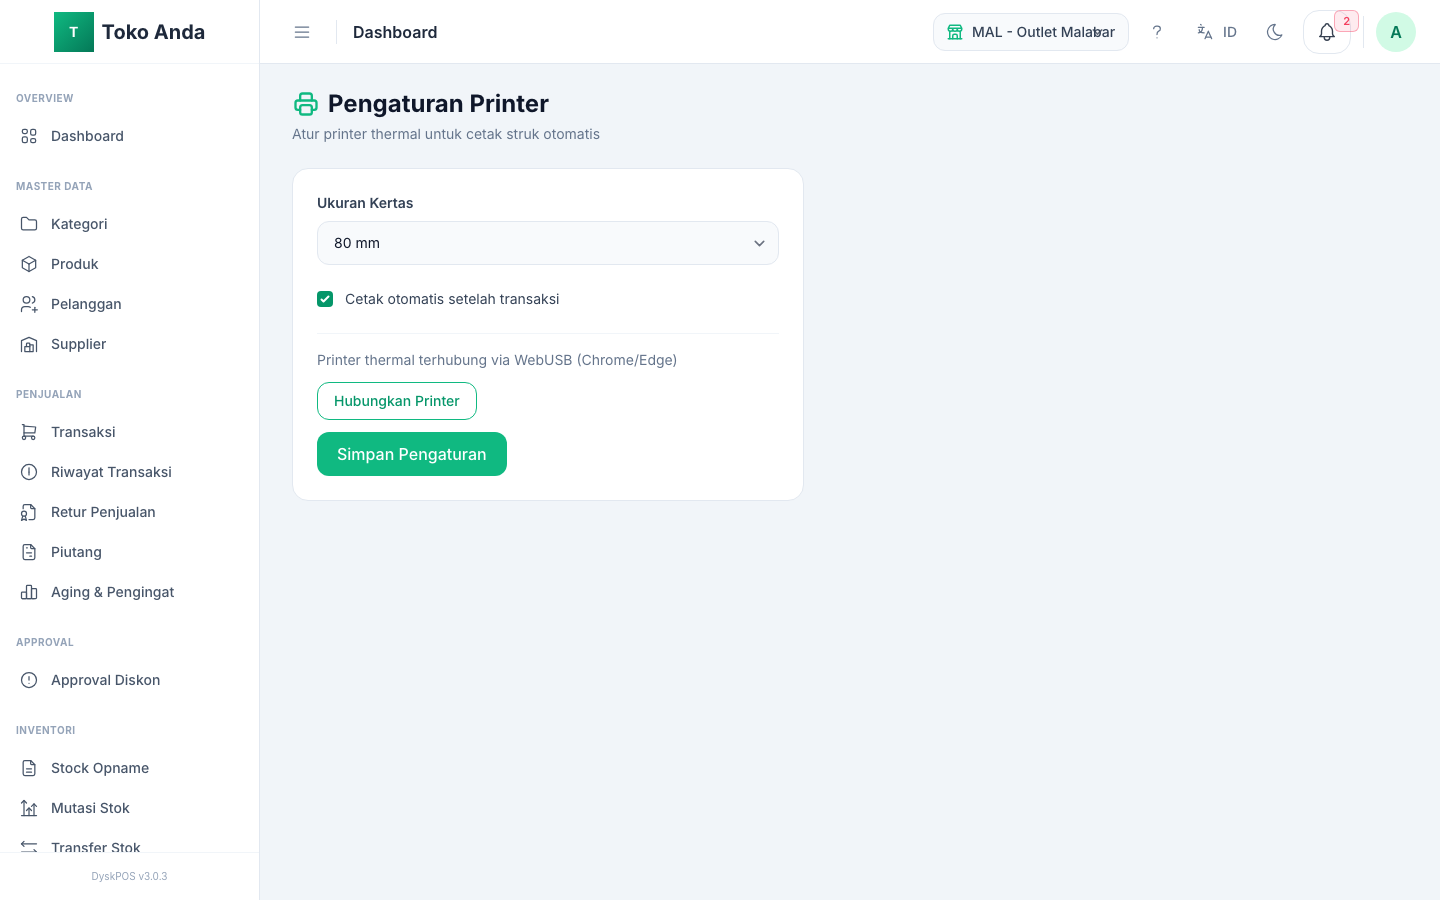 T
Toko Anda
Dashboard
MAL - Outlet Malabar
?
ID
2
A
OVERVIEW
Dashboard
MASTER DATA
Kategori
Produk
Pelanggan
Supplier
PENJUALAN
Transaksi
Riwayat Transaksi
Retur Penjualan
Piutang
Aging & Pengingat
APPROVAL
Approval Diskon
INVENTORI
Stock Opname
Mutasi Stok
Transfer Stok
DyskPOS v3.0.3
Pengaturan Printer
Atur printer thermal untuk cetak struk otomatis
Ukuran Kertas
80 mm
Cetak otomatis setelah transaksi
Printer thermal terhubung via WebUSB (Chrome/Edge)
Hubungkan Printer
Simpan Pengaturan